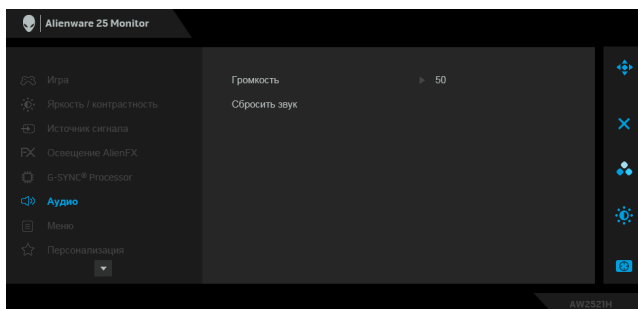 Alienware 25 Monitor
Игра
Яркость / контрастность
Источник сигнала
FX Освещение AlienFX
G-SYNC® Processor
Аудио
Меню
Персонализация
Громкость 50
Сбросить звук
AW2521H